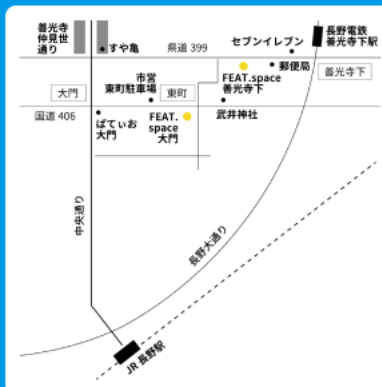 善光寺
仲見世
通り
すや亀
県道 399
セブンイレブン
長野電鉄
善光寺下駅
郵便局
善光寺下
FEAT.space
善光寺下
市営
東町駐車場
東町
大門
国道 406
ぱてぃお
大門
FEAT.
space
大門
武井神社
中央通り
長野大通り
JR 長野駅